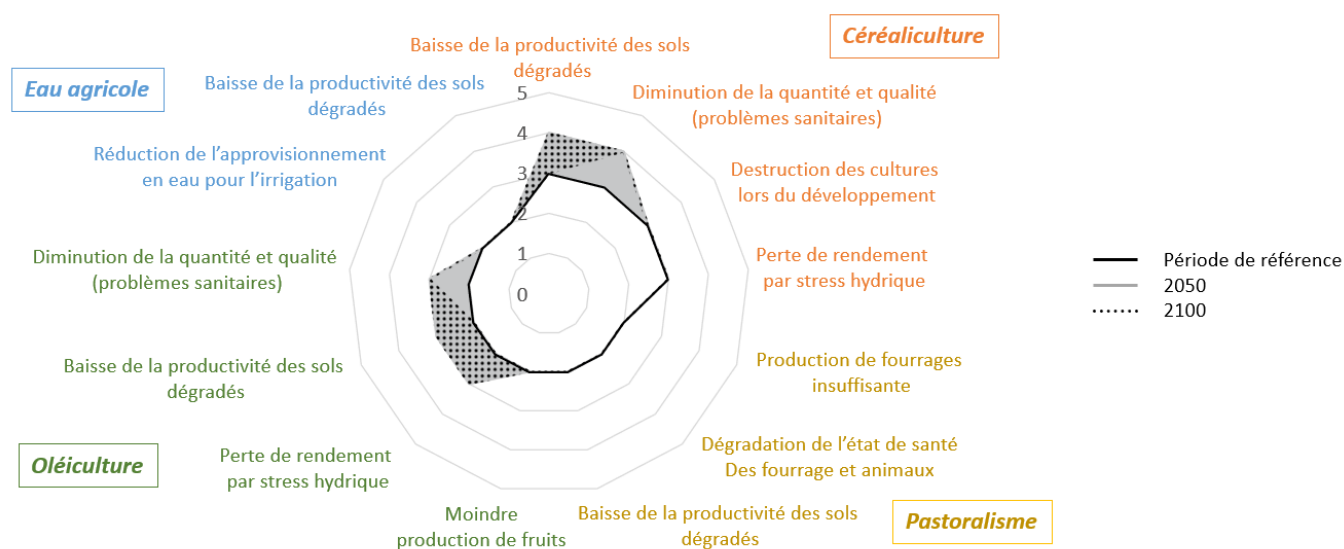 Céréaliculture
Baisse de la productivité des sols
dégradés
Diminution de la quantité et qualité
(problèmes sanitaires)
Destruction des cultures
lors du développement
Perte de rendement
par stress hydrique
Production de fourrages
insuffisante
Dégradation de l'état de santé
Des fourrage et animaux
Baisse de la productivité des sols
dégradés
Pastoralisme
Moindre
production de fruits
Perte de rendement
par stress hydrique
Oléiculture
Baisse de la productivité des sols
dégradés
Diminution de la quantité et qualité
(problèmes sanitaires)
Réduction de l'approvisionnement
en eau pour l'irrigation
Baisse de la productivité des sols
dégradés
Eau agricole
5
4
3
2
1
0
Période de référence
2050
2100